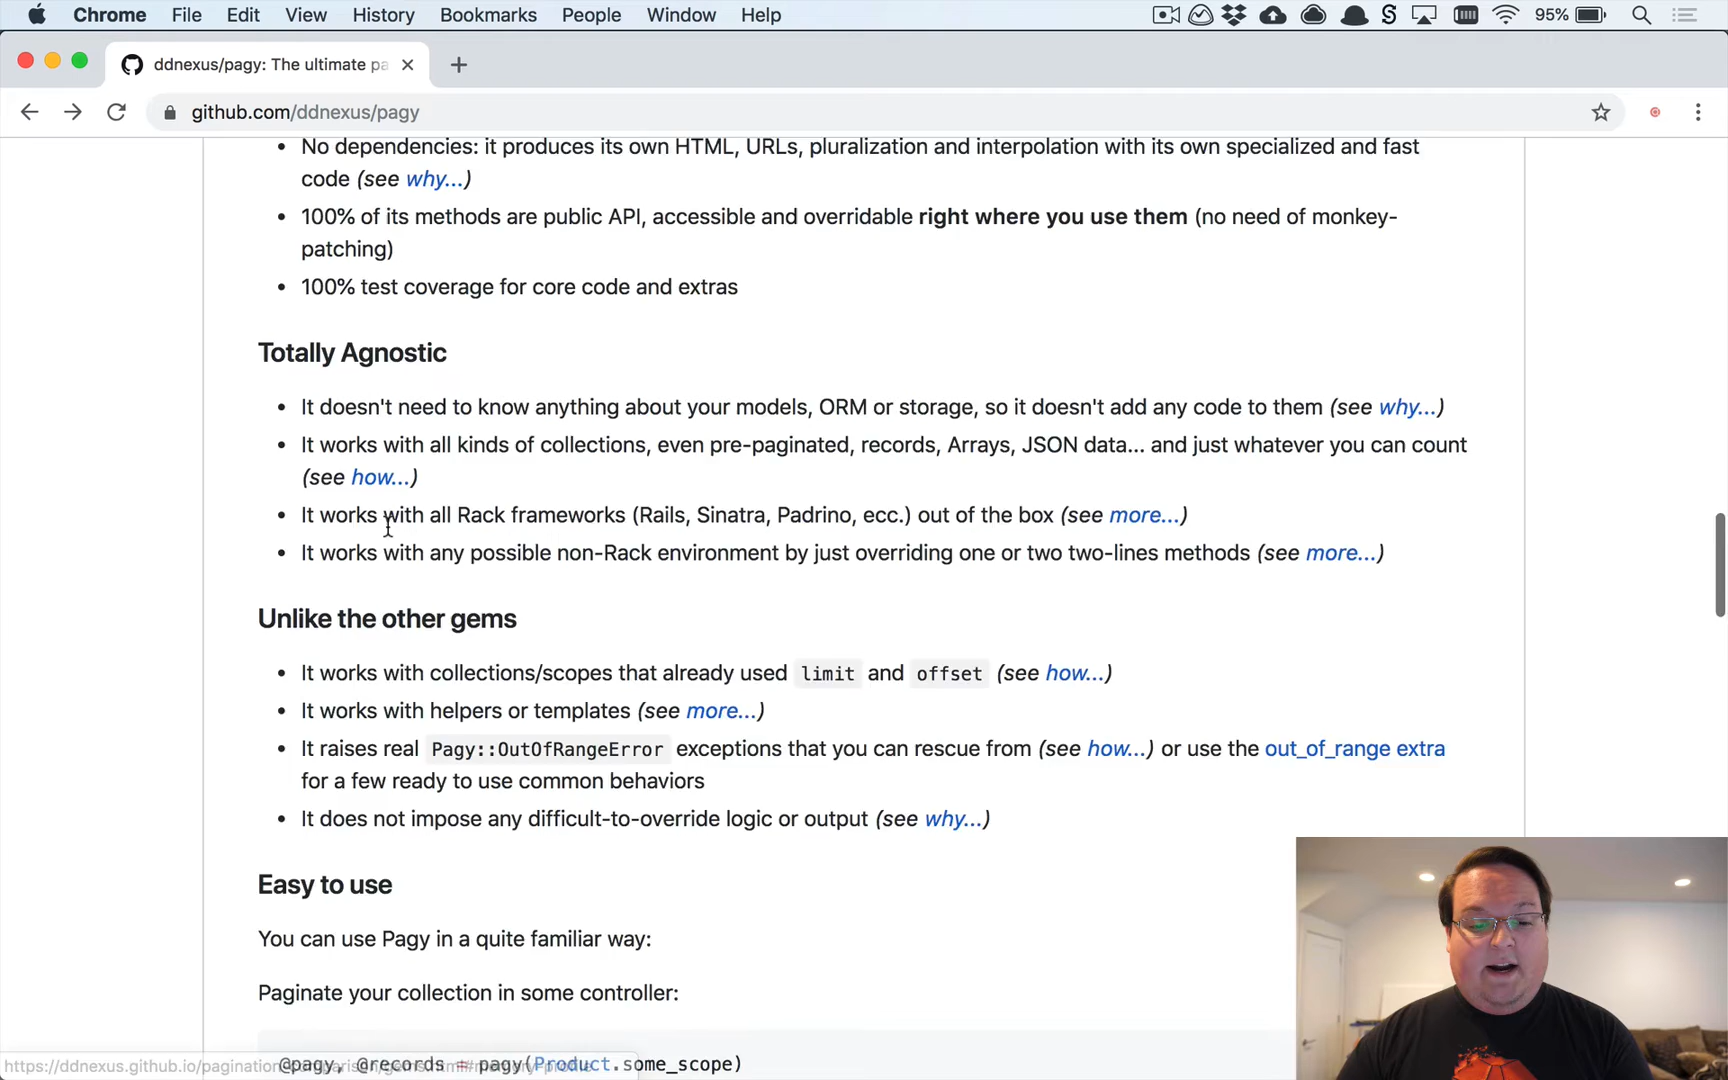 Chrome File Edit View History Bookmarks People Window Help 95%
ddnexus/pagy: The ultimate pa
github.com/ddnexus/pagy
• No dependencies: it produces its own HTML, URLs, pluralization and interpolation with its own specialized and fast
code (see why...)
• 100% of its methods are public API, accessible and overridable right where you use them (no need of monkey-
patching)
• 100% test coverage for core code and extras
Totally Agnostic
• It doesn't need to know anything about your models, ORM or storage, so it doesn't add any code to them (see why...)
• It works with all kinds of collections, even pre-paginated, records, Arrays, JSON data... and just whatever you can count
(see how...)
• It works with all Rack frameworks (Rails, Sinatra, Padrino, ecc.) out of the box (see more...)
• It works with any possible non-Rack environment by just overriding one or two two-lines methods (see more...)
Unlike the other gems
• It works with collections/scopes that already used limit and offset (see how...)
• It works with helpers or templates (see more...)
• It raises real Pagy::OutOfRangeError exceptions that you can rescue from (see how...) or use the out_of_range extra
for a few ready to use common behaviors
• It does not impose any difficult-to-override logic or output (see why...)
Easy to use
You can use Pagy in a quite familiar way:
Paginate your collection in some controller:
@pagy, @records = pagy(Product.some_scope)